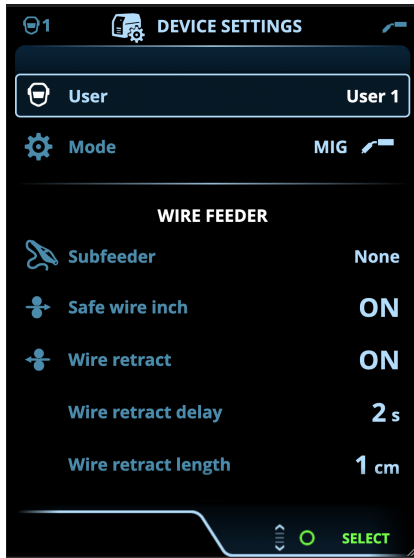 1 DEVICE SETTINGS
User User 1
Mode MIG
WIRE FEEDER
Subfeeder None
Safe wire inch ON
Wire retract ON
Wire retract delay 2 s
Wire retract length 1 cm
SELECT